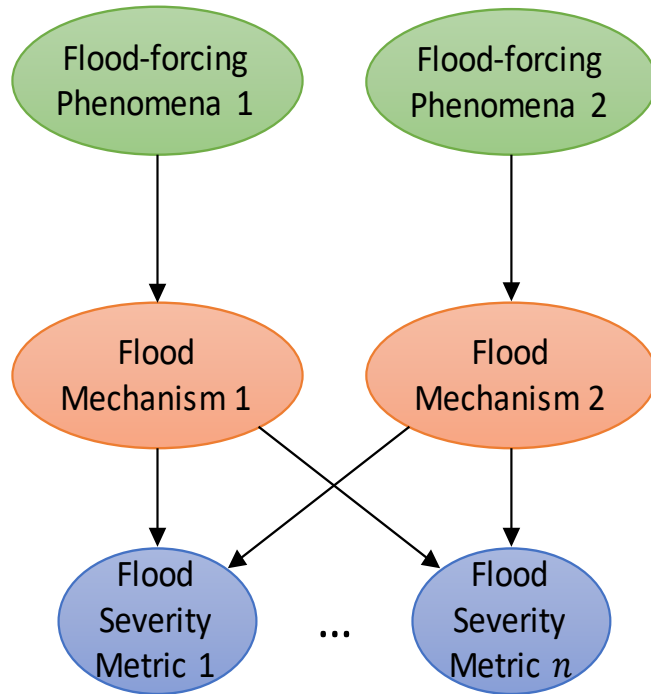 Flood-forcing
Phenomena 1
Flood-forcing
Phenomena 2
Flood
Mechanism 1
Flood
Mechanism 2
Flood
Severity
Metric 1
...
Flood
Severity
Metric n